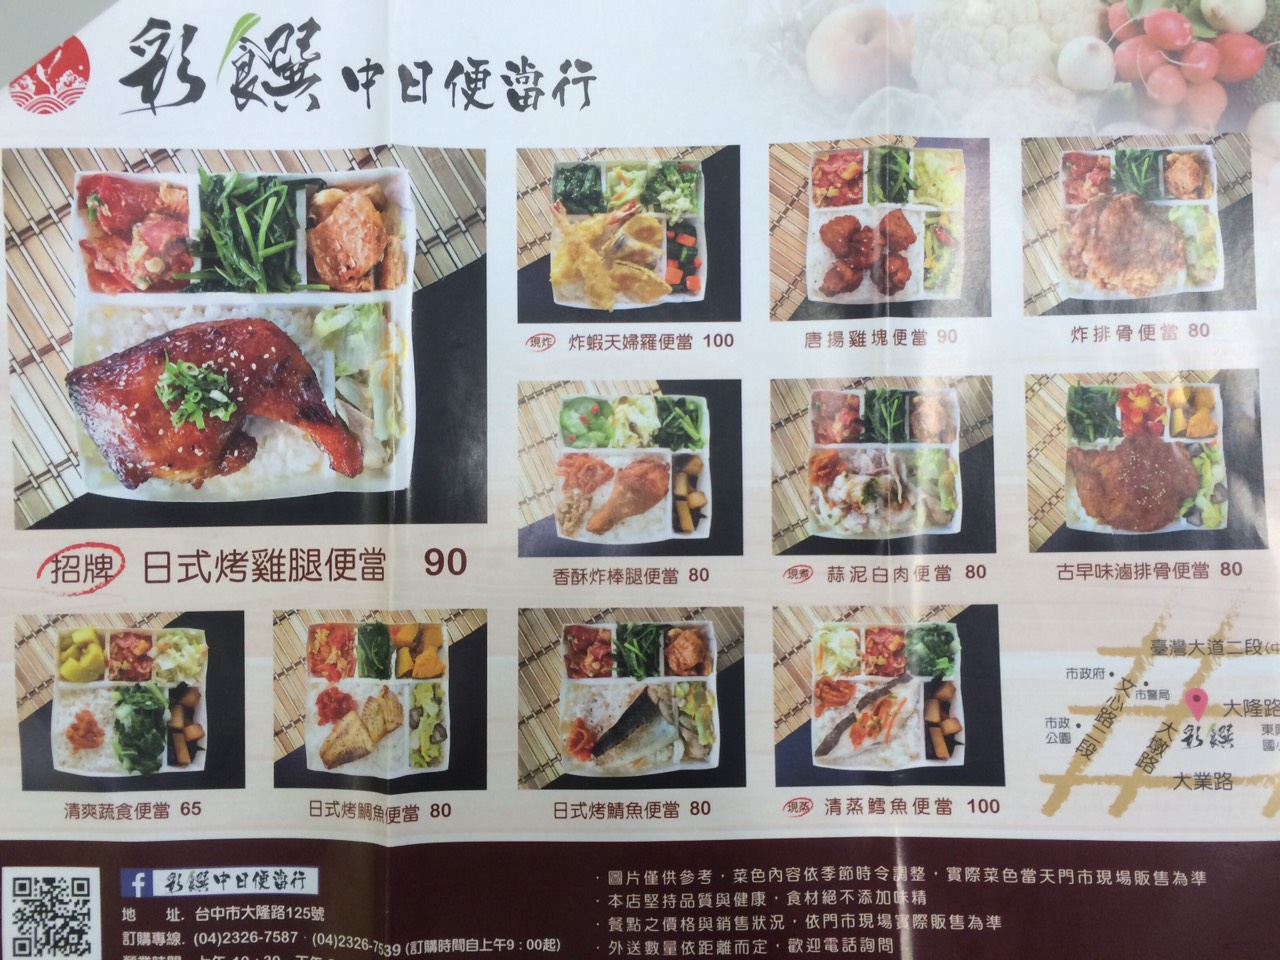 彩饌 中日便當行
招牌 日式烤雞腿便當 90
現炸 炸蝦天婦羅便當 100
唐揚雞塊便當 90
炸排骨便當 80
香酥炸棒腿便當 80
現煮 蒜泥白肉便當 80
古早味滷排骨便當 80
清爽蔬食便當 65
日式烤鯛魚便當 80
日式烤鯖魚便當 80
現蒸 清蒸鱈魚便當 100
臺灣大道二段(中
市政府
市警局
文心路二段
大隆路
市政公園
大墩路
彩饌
大業路
f 彩饌 中日便當行
地 址. 台中市大隆路125號
訂購專線. (04)2326-7587 · (04)2326-7539 (訂購時間自上午9:00起)
· 圖片僅供參考，菜色內容依季節時令調整，實際菜色當天門市現場販售為準
· 本店堅持品質與健康，食材絕不添加味精
· 餐點之價格與銷售狀況，依門市現場實際販售為準
· 外送數量依距離而定，歡迎電話詢問